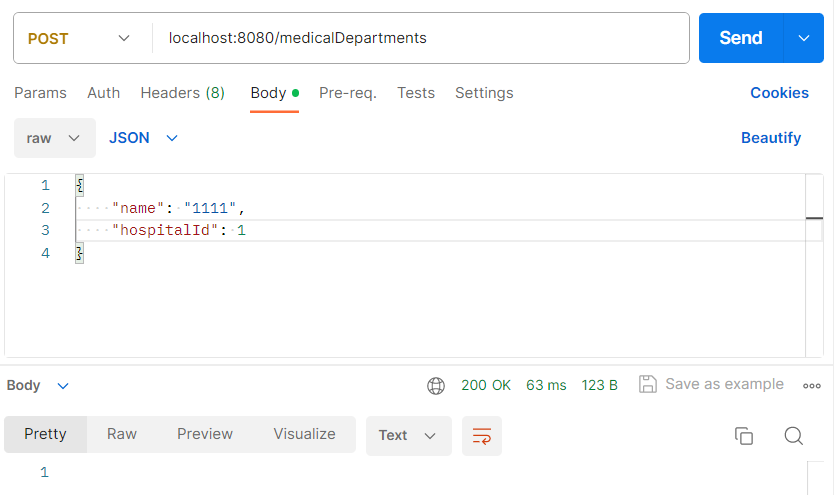 POST localhost:8080/medicalDepartments Send
Params Auth Headers (8) Body Pre-req. Tests Settings Cookies
raw JSON Beautify
1 {
2 "name": "1111",
3 "hospitalId": 1
4 }
Body 200 OK 63 ms 123 B Save as example
Pretty Raw Preview Visualize Text
1